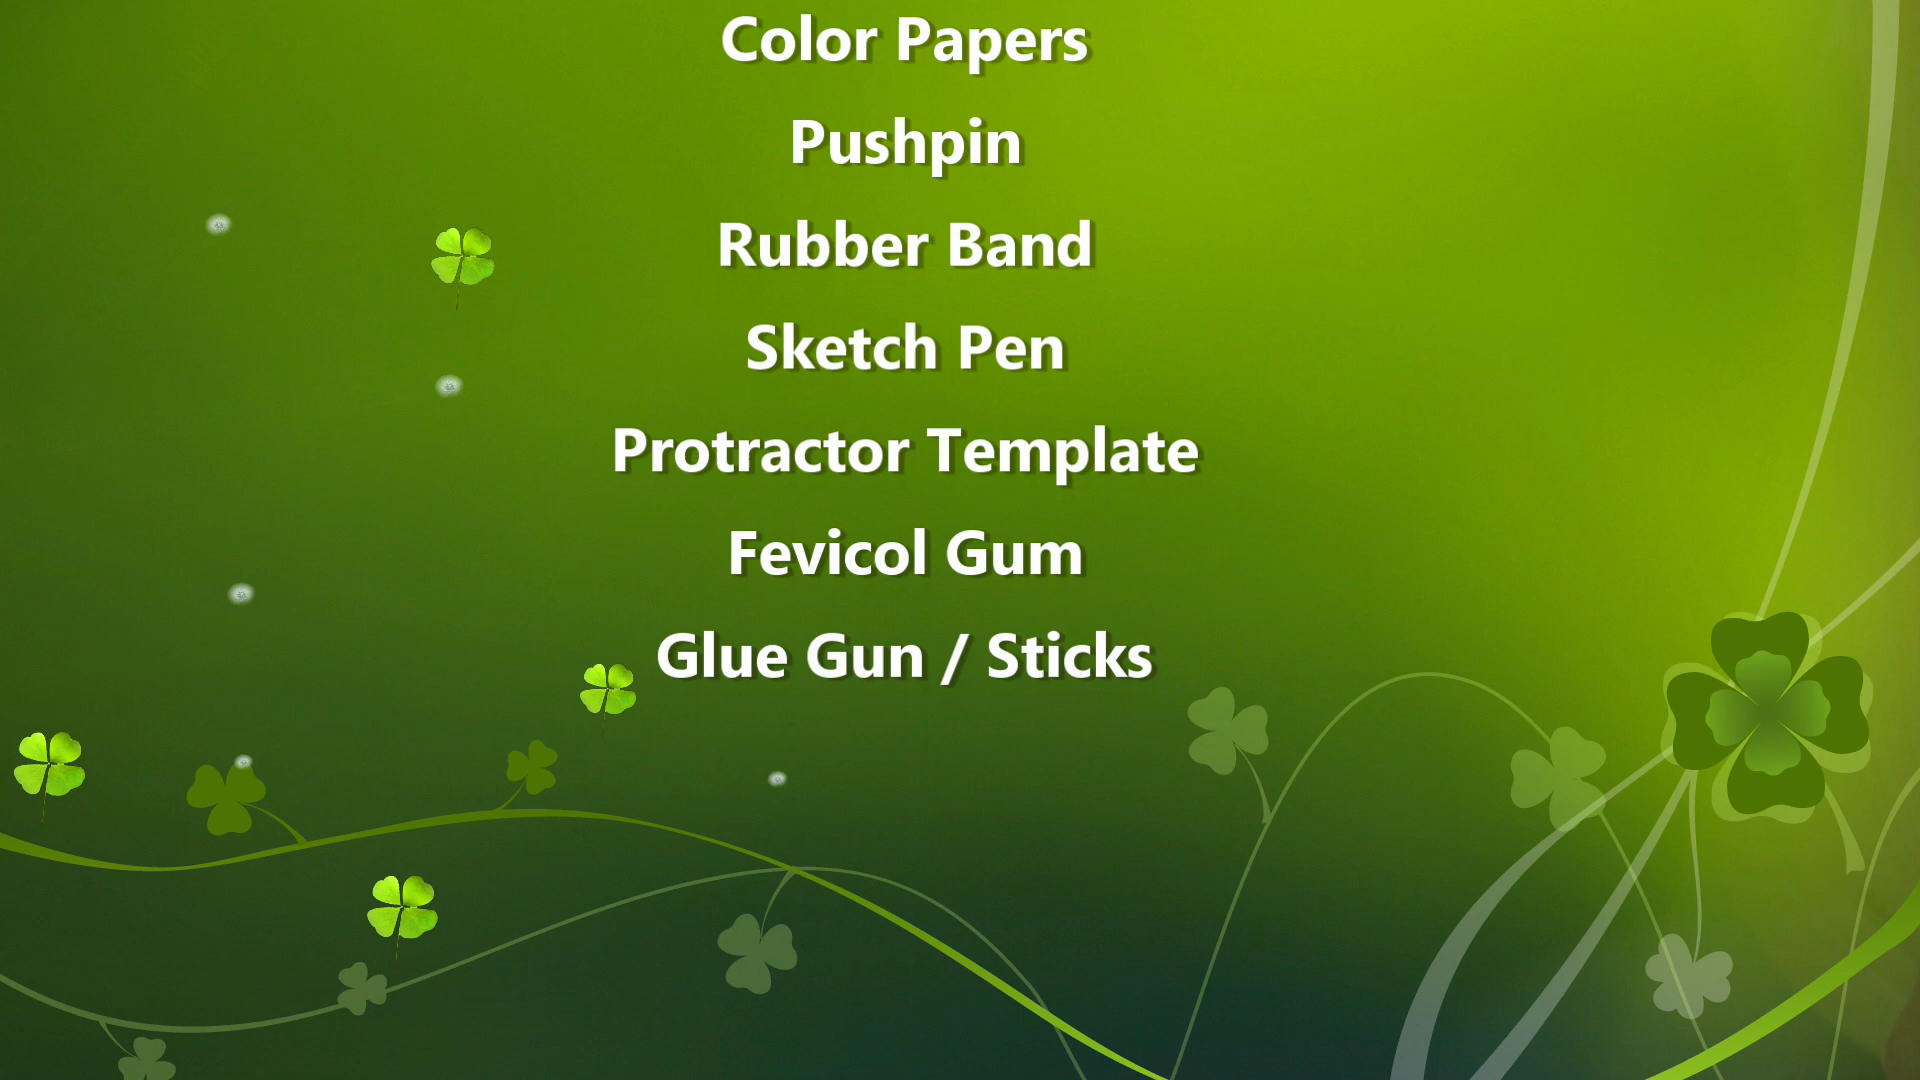 Color Papers
Pushpin
Rubber Band
Sketch Pen
Protractor Template
Fevicol Gum
Glue Gun / Sticks